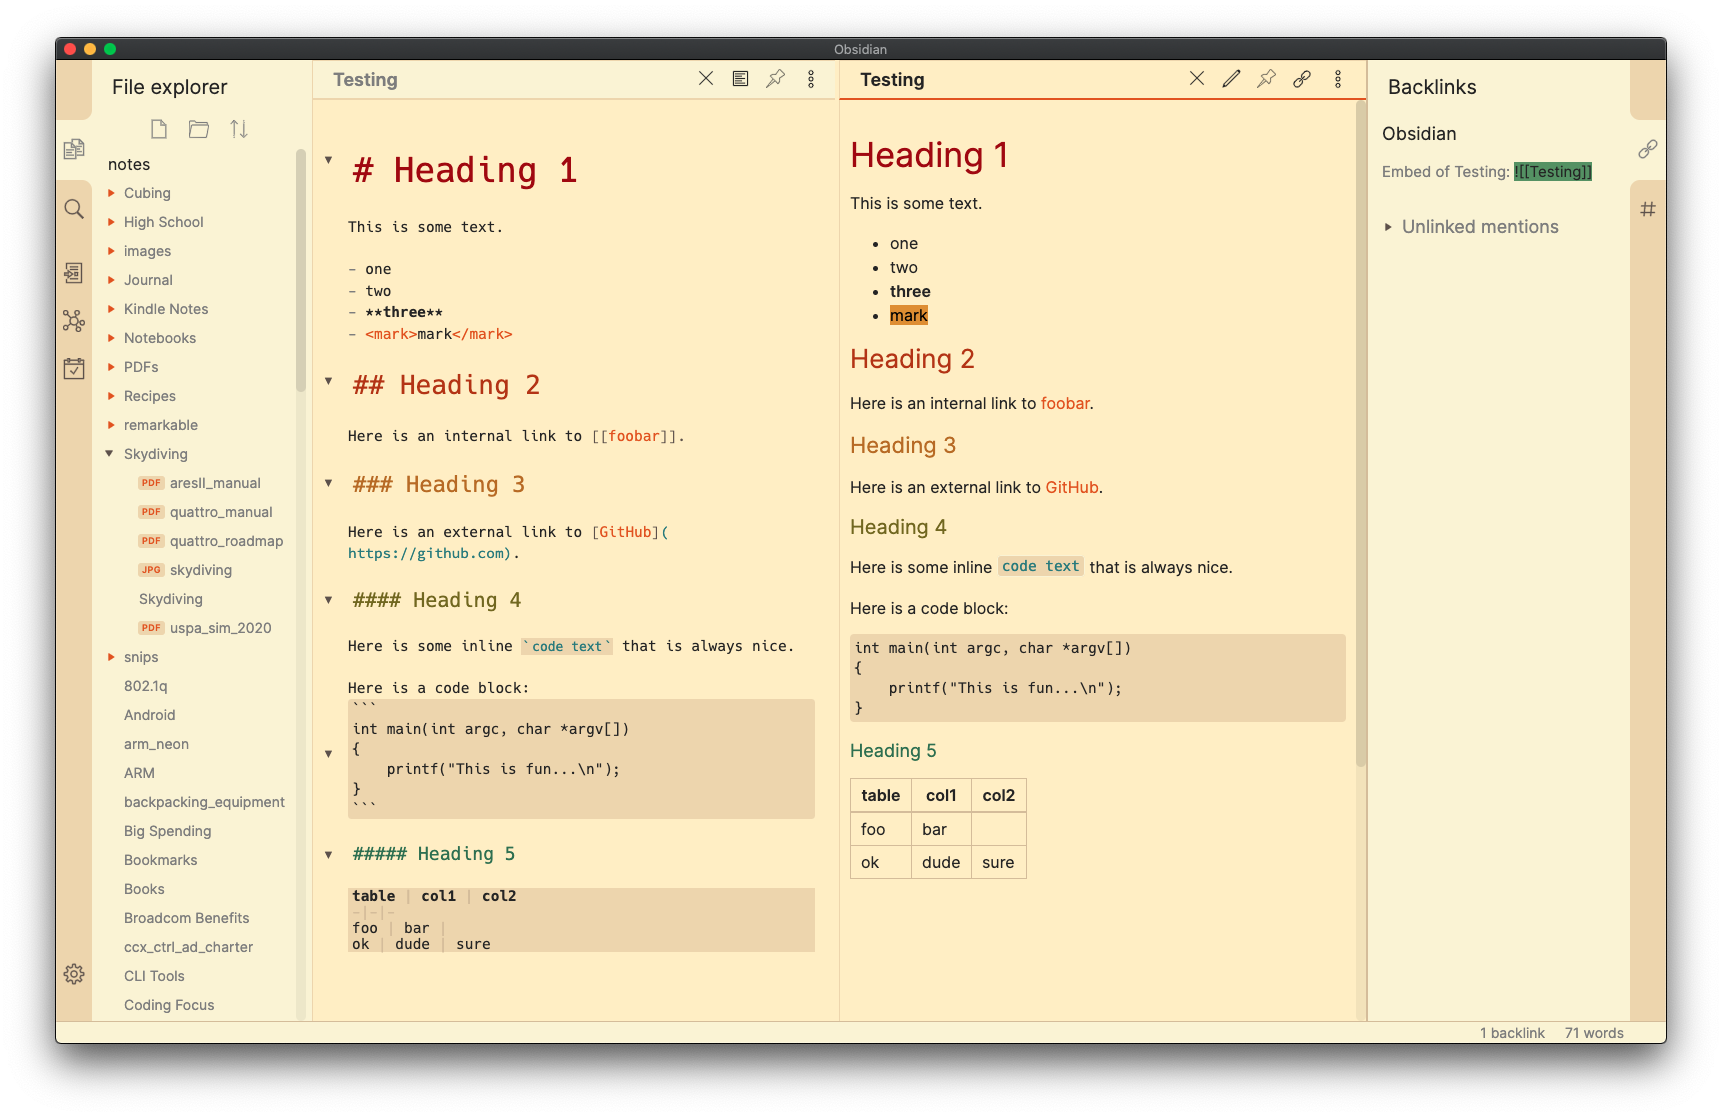 Obsidian
File explorer
notes
Cubing
High School
images
Journal
Kindle Notes
Notebooks
PDFs
Recipes
remarkable
Skydiving
PDF aresII_manual
PDF quattro_manual
PDF quattro_roadmap
JPG skydiving
Skydiving
PDF uspa_sim_2020
snips
802.1q
Android
arm_neon
ARM
backpacking_equipment
Big Spending
Bookmarks
Books
Broadcom Benefits
ccx_ctrl_ad_charter
CLI Tools
Coding Focus
Testing
# Heading 1
This is some text.
- one
- two
- **three**
- <mark>mark</mark>
## Heading 2
Here is an internal link to [[foobar]].
### Heading 3
Here is an external link to [GitHub](
https://github.com).
#### Heading 4
Here is some inline `code text` that is always nice.
Here is a code block:
```
int main(int argc, char *argv[])
{
    printf("This is fun...\n");
}
```
##### Heading 5
table | col1 | col2
-|-|-
foo | bar |
ok | dude | sure
Testing
Heading 1
This is some text.
• one
• two
• three
• mark
Heading 2
Here is an internal link to foobar.
Heading 3
Here is an external link to GitHub.
Heading 4
Here is some inline code text that is always nice.
Here is a code block:
int main(int argc, char *argv[])
{
    printf("This is fun...\n");
}
Heading 5
table col1 col2
foo bar
ok dude sure
Backlinks
Obsidian
Embed of Testing: ![[Testing]]
Unlinked mentions
1 backlink 71 words